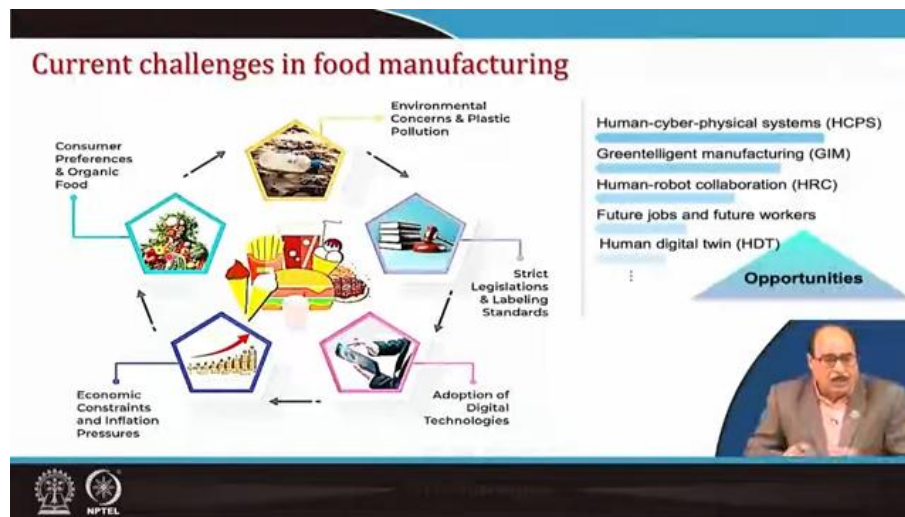 Current challenges in food manufacturing
Environmental
Concerns & Plastic
Pollution
Consumer
Preferences
& Organic
Food
Strict
Legislations
& Labeling
Standards
Economic
Constraints
and Inflation
Pressures
Adoption of
Digital
Technologies
Human-cyber-physical systems (HCPS)
Greentelligent manufacturing (GIM)
Human-robot collaboration (HRC)
Future jobs and future workers
Human digital twin (HDT)
⋮
Opportunities
NPTEL